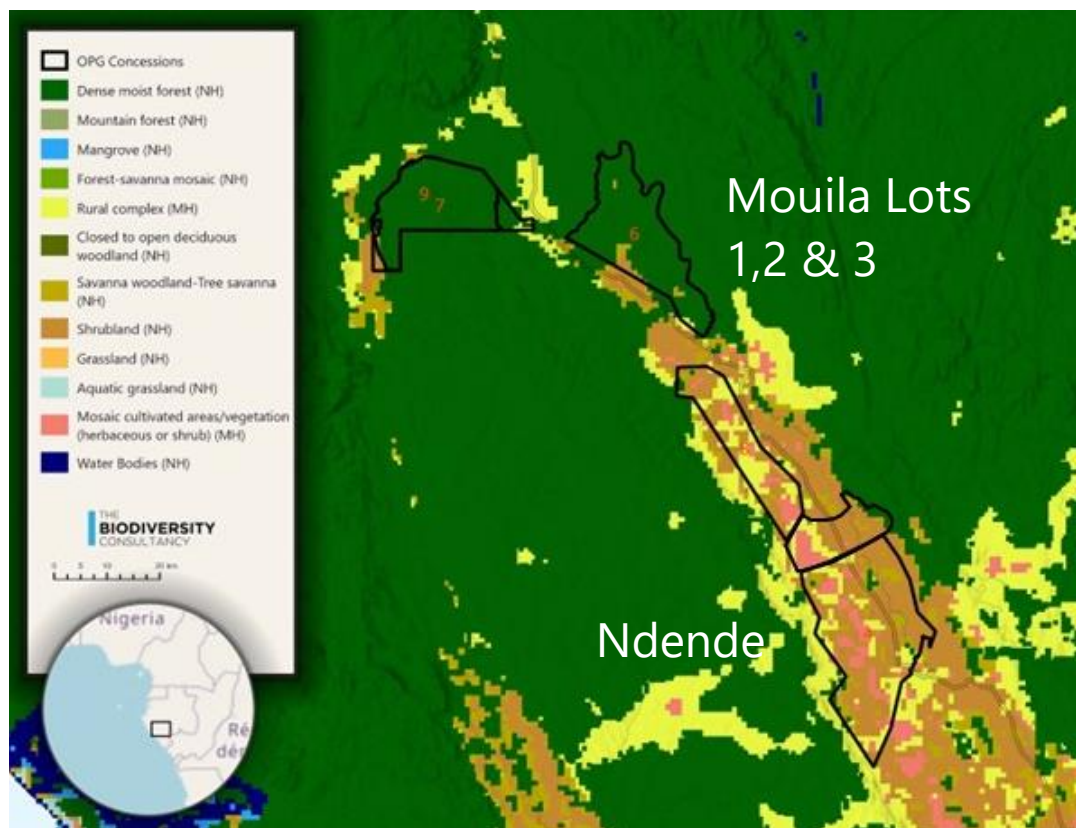 OPG Concessions
Dense moist forest (NH)
Mountain forest (NH)
Mangrove (NH)
Forest-savanna mosaic (NH)
Rural complex (MH)
Closed to open deciduous
woodland (NH)
Savanna woodland-Tree savanna
(NH)
Shrubland (NH)
Grassland (NH)
Aquatic grassland (NH)
Mosaic cultivated areas/vegetation
(herbaceous or shrub) (MH)
Water Bodies (NH)
THE
BIODIVERSITY
CONSULTANCY
0 5 10 20 km
Nigeria
Ré
dé
9
7
6
Mouila Lots
1,2 & 3
Ndende